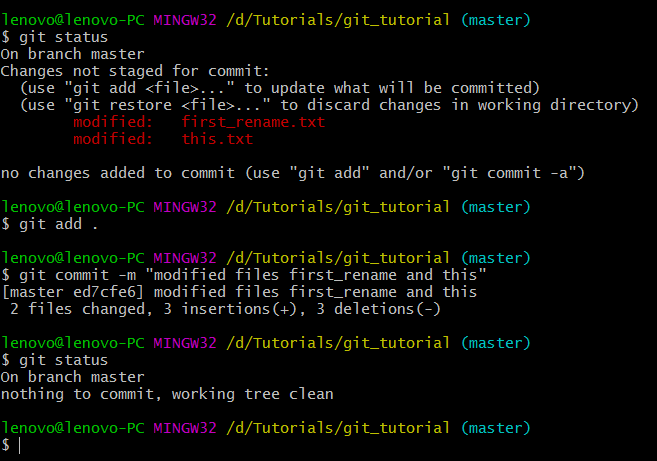 lenovo@lenovo-PC MINGW32 /d/Tutorials/git_tutorial (master)
$ git status
On branch master
Changes not staged for commit:
  (use "git add <file>..." to update what will be committed)
  (use "git restore <file>..." to discard changes in working directory)
        modified:   first_rename.txt
        modified:   this.txt

no changes added to commit (use "git add" and/or "git commit -a")

lenovo@lenovo-PC MINGW32 /d/Tutorials/git_tutorial (master)
$ git add .

lenovo@lenovo-PC MINGW32 /d/Tutorials/git_tutorial (master)
$ git commit -m "modified files first_rename and this"
[master ed7cfe6] modified files first_rename and this
 2 files changed, 3 insertions(+), 3 deletions(-)

lenovo@lenovo-PC MINGW32 /d/Tutorials/git_tutorial (master)
$ git status
On branch master
nothing to commit, working tree clean

lenovo@lenovo-PC MINGW32 /d/Tutorials/git_tutorial (master)
$